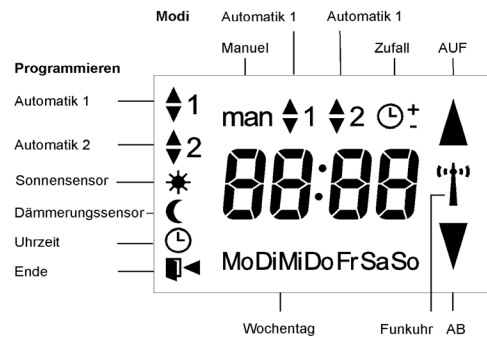 Modi Automatik 1 Automatik 1
Manuel Zufall AUF
Programmieren
Automatik 1
Automatik 2
Sonnensensor
Dämmerungssensor
Uhrzeit
Ende
1
2
man 1 2 + -
88:88
MoDiMiDoFrSaSo
Wochentag Funkuhr AB